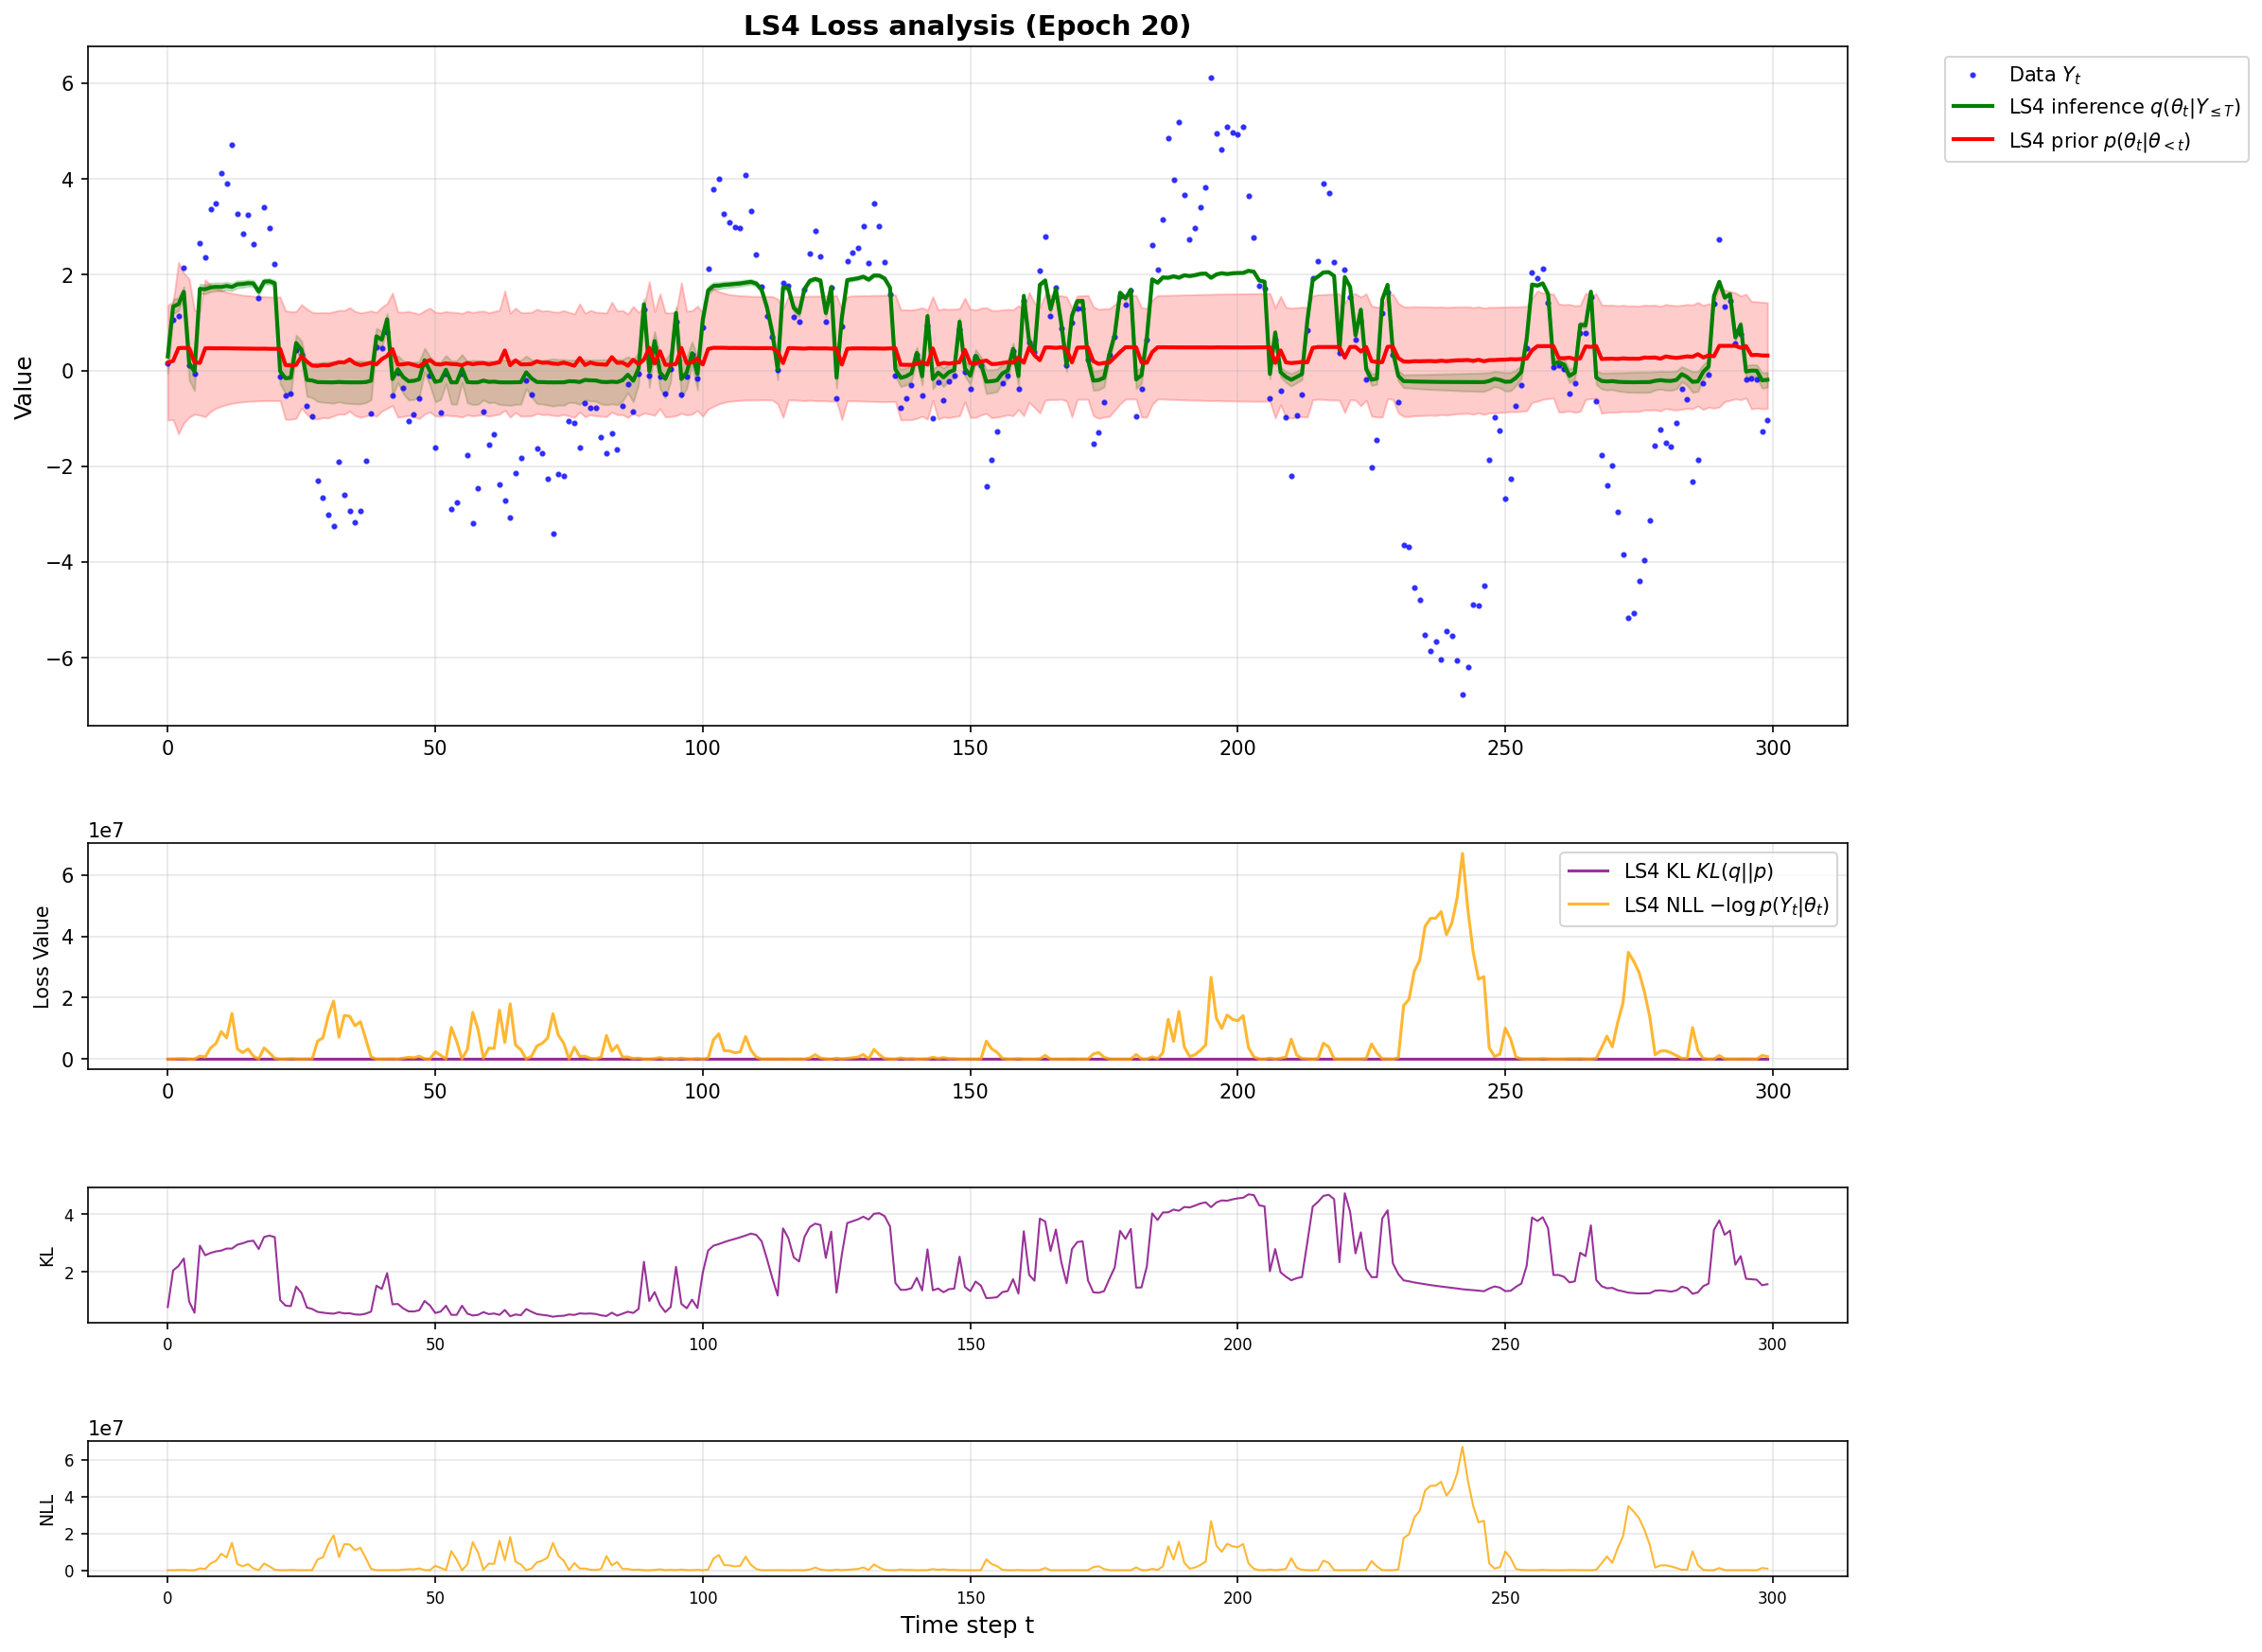 LS4 Loss analysis (Epoch 20)
Data Y_t
LS4 inference q(θ_t|Y_{≤T})
LS4 prior p(θ_t|θ_{<t})
Value
6
4
2
0
−2
−4
−6
0 50 100 150 200 250 300
1e7
Loss Value
6
4
2
0
LS4 KL KL(q||p)
LS4 NLL −log p(Y_t|θ_t)
0 50 100 150 200 250 300
KL
4
2
0 50 100 150 200 250 300
1e7
NLL
6
4
2
0
0 50 100 150 200 250 300
Time step t